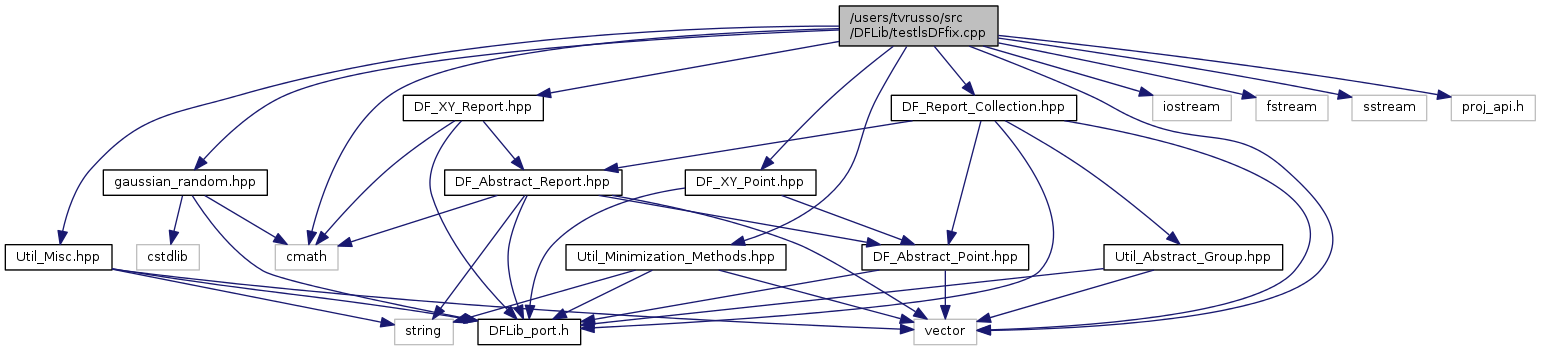 /users/tvrusso/src
/DFLib/testlsDFfix.cpp
DF_XY_Report.hpp
DF_Report_Collection.hpp
iostream
fstream
sstream
proj_api.h
gaussian_random.hpp
DF_Abstract_Report.hpp
DF_XY_Point.hpp
Util_Misc.hpp
cstdlib
cmath
Util_Minimization_Methods.hpp
DF_Abstract_Point.hpp
Util_Abstract_Group.hpp
string
DFLib_port.h
vector